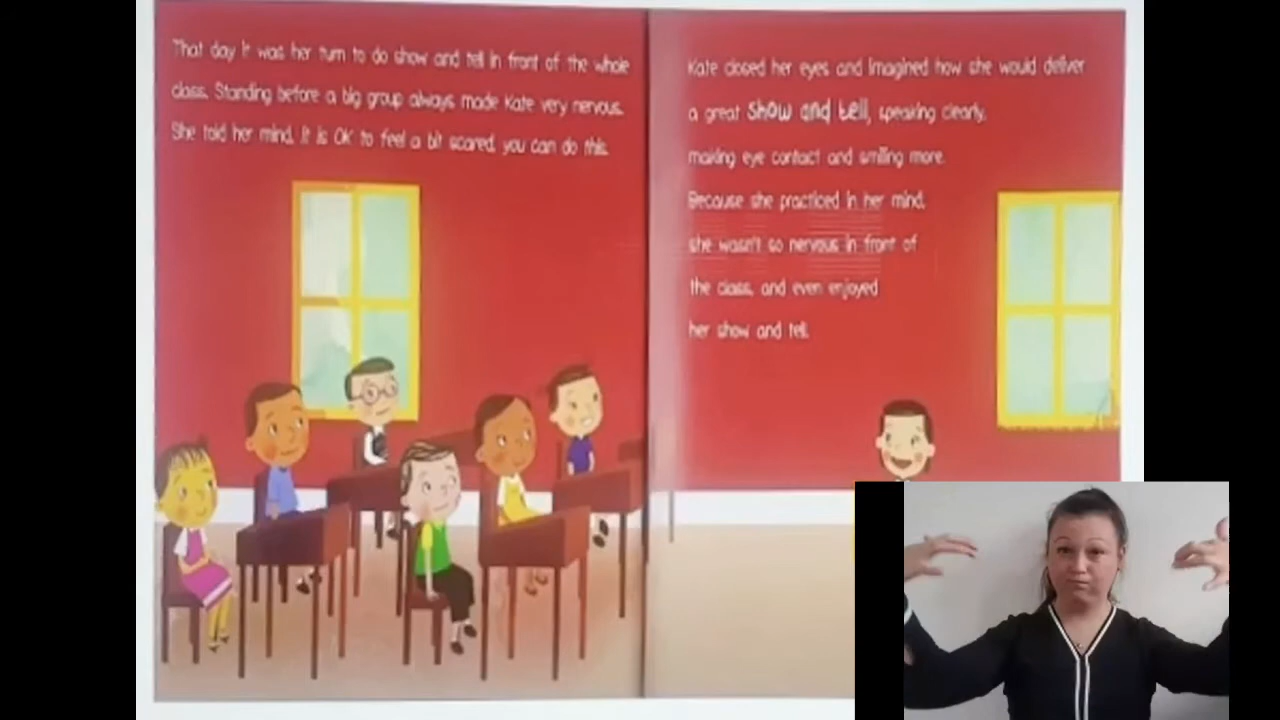 That day it was her turn to do show and tell in front of the whole
class. Standing before a big group always made Kate very nervous.
She told her mind, it is OK to feel a bit scared, you can do this.
Kate closed her eyes and imagined how she would deliver
a great show and tell, speaking clearly,
making eye contact and smiling more.
Because she practiced in her mind,
she wasn't so nervous in front of
the class, and even enjoyed
her show and tell.